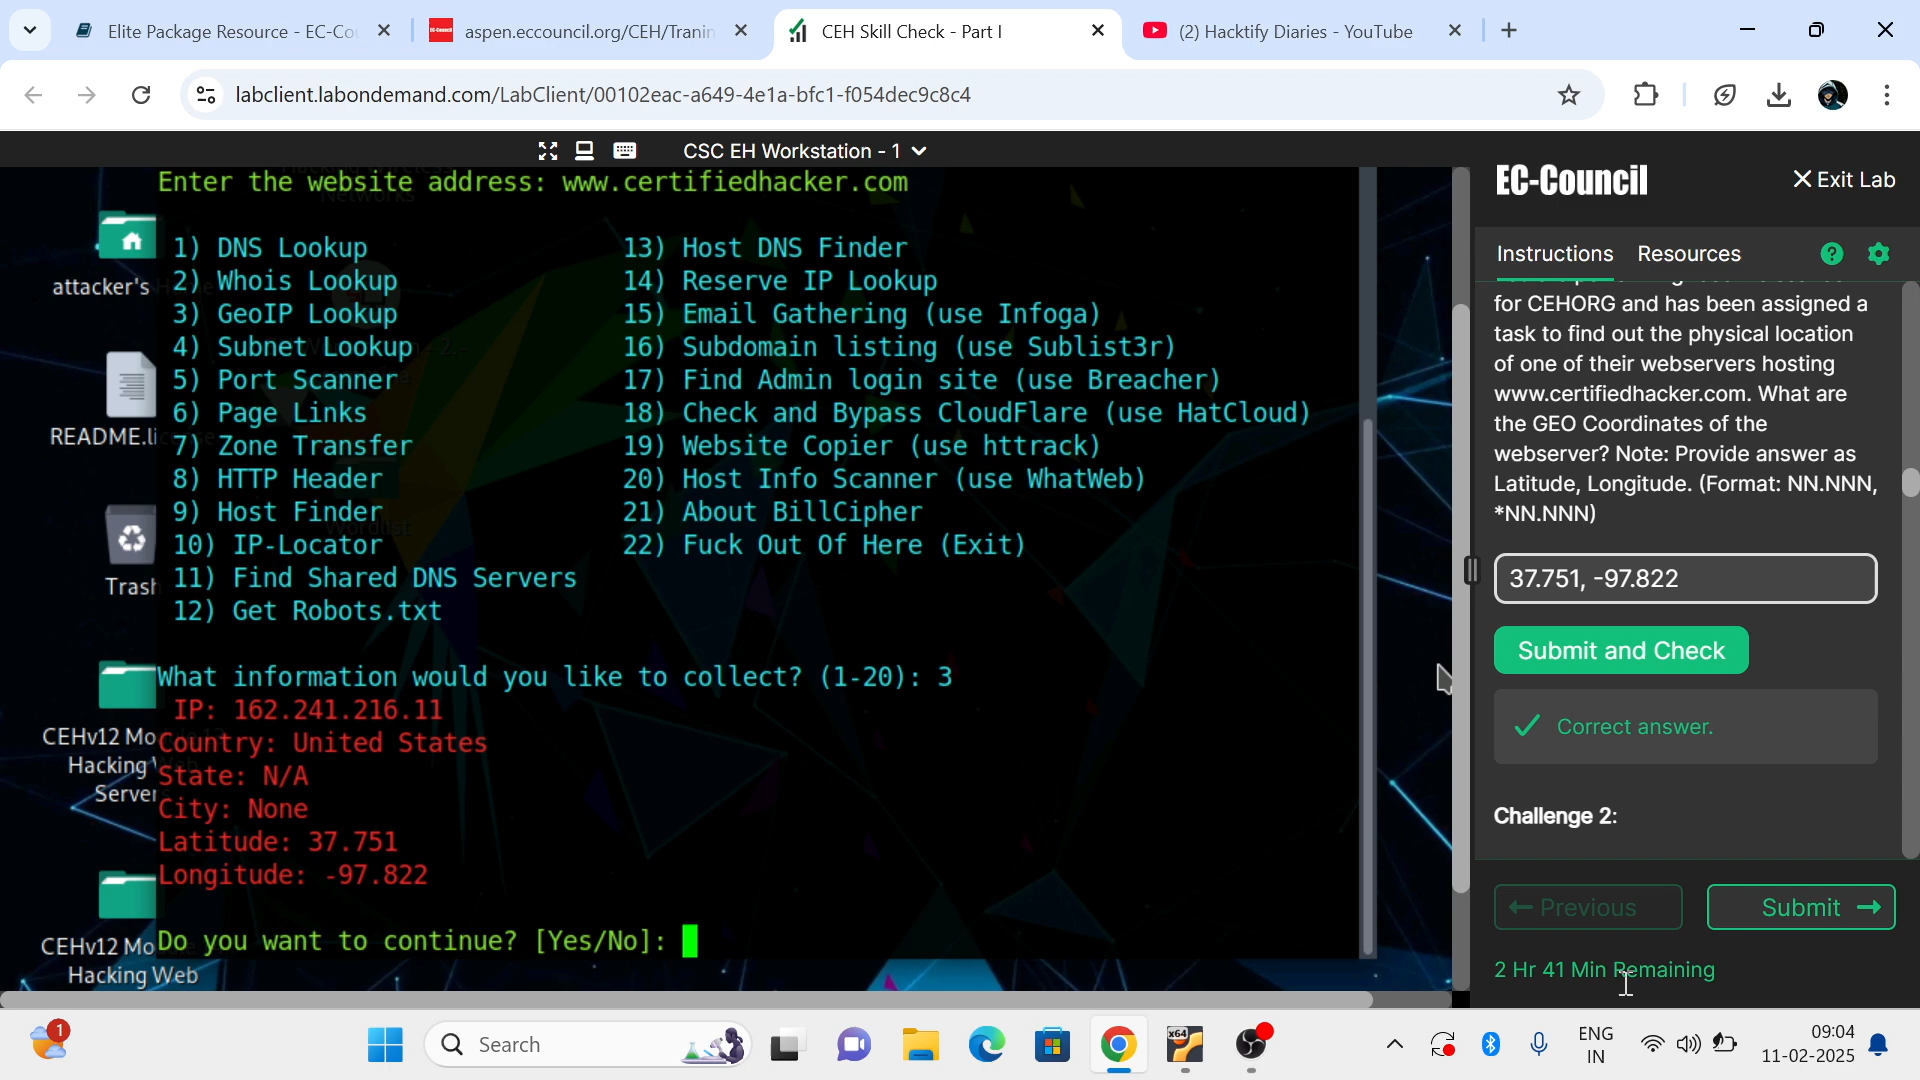 Elite Package Resource - EC-Co
aspen.eccouncil.org/CEH/Tranin
CEH Skill Check - Part I
(2) Hacktify Diaries - YouTube
labclient.labondemand.com/LabClient/00102eac-a649-4e1a-bfc1-f054dec9c8c4
CSC EH Workstation - 1
EC-Council
Exit Lab
Instructions Resources
Enter the website address: www.certifiedhacker.com
1) DNS Lookup 13) Host DNS Finder
2) Whois Lookup 14) Reserve IP Lookup
3) GeoIP Lookup 15) Email Gathering (use Infoga)
4) Subnet Lookup 16) Subdomain listing (use Sublist3r)
5) Port Scanner 17) Find Admin login site (use Breacher)
6) Page Links 18) Check and Bypass CloudFlare (use HatCloud)
7) Zone Transfer 19) Website Copier (use httrack)
8) HTTP Header 20) Host Info Scanner (use WhatWeb)
9) Host Finder 21) About BillCipher
10) IP-Locator 22) Fuck Out Of Here (Exit)
11) Find Shared DNS Servers
12) Get Robots.txt
What information would you like to collect? (1-20): 3
IP: 162.241.216.11
Country: United States
State: N/A
City: None
Latitude: 37.751
Longitude: -97.822
Do you want to continue? [Yes/No]:
attacker's
README.li
Trash
CEHv12 Mo
Hacking
Server
CEHv12 Mo
Hacking Web
for CEHORG and has been assigned a
task to find out the physical location
of one of their webservers hosting
www.certifiedhacker.com. What are
the GEO Coordinates of the
webserver? Note: Provide answer as
Latitude, Longitude. (Format: NN.NNN,
*NN.NNN)
37.751, -97.822
Submit and Check
Correct answer.
Challenge 2:
Previous
Submit
2 Hr 41 Min Remaining
1
Search
x64
ENG
IN
09:04
11-02-2025